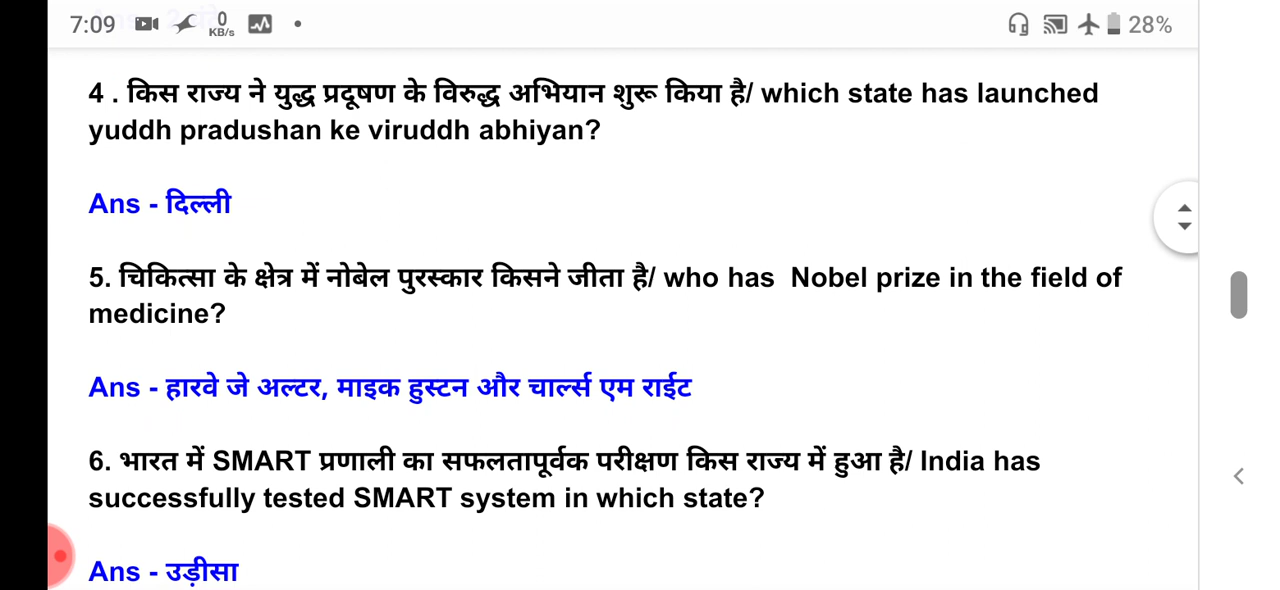 7:09 0 KB/s 28%
4 . किस राज्य ने युद्ध प्रदूषण के विरुद्ध अभियान शुरू किया है/ which state has launched
yuddh pradushan ke viruddh abhiyan?
Ans - दिल्ली
5. चिकित्सा के क्षेत्र में नोबेल पुरस्कार किसने जीता है/ who has  Nobel prize in the field of
medicine?
Ans - हारवे जे अल्टर, माइक हुस्टन और चार्ल्स एम राईट
6. भारत में SMART प्रणाली का सफलतापूर्वक परीक्षण किस राज्य में हुआ है/ India has
successfully tested SMART system in which state?
Ans - उड़ीसा